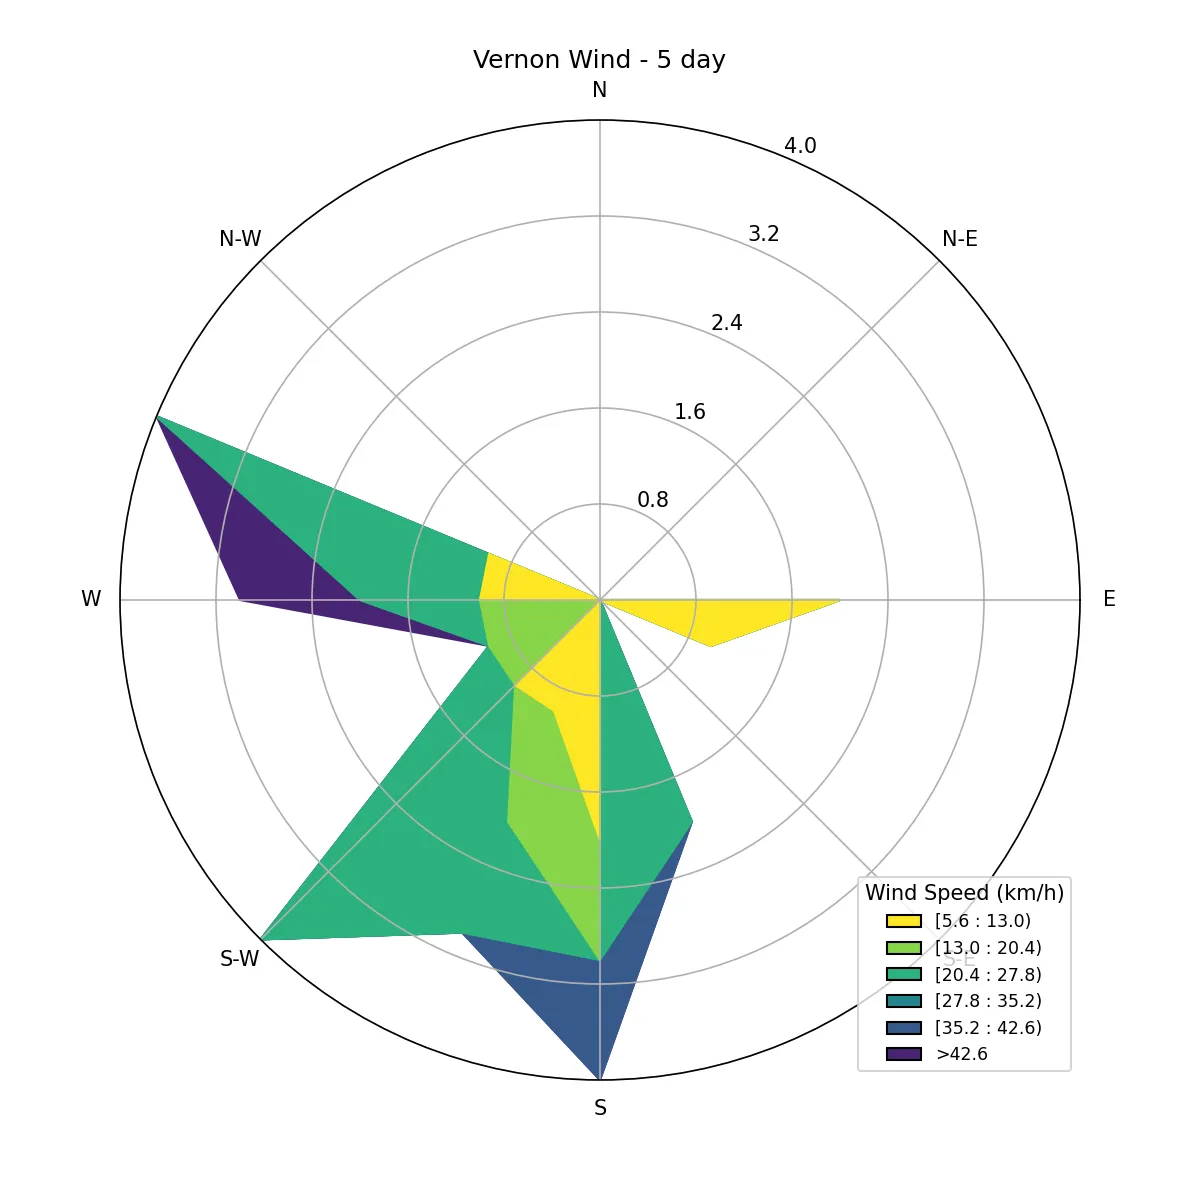 Vernon Wind - 5 day
N
4.0
3.2
N-W
N-E
2.4
1.6
0.8
W
E
Wind Speed (km/h)
[5.6 : 13.0)
[13.0 : 20.4)
[20.4 : 27.8)
[27.8 : 35.2)
[35.2 : 42.6)
>42.6
S-W
S-E
S